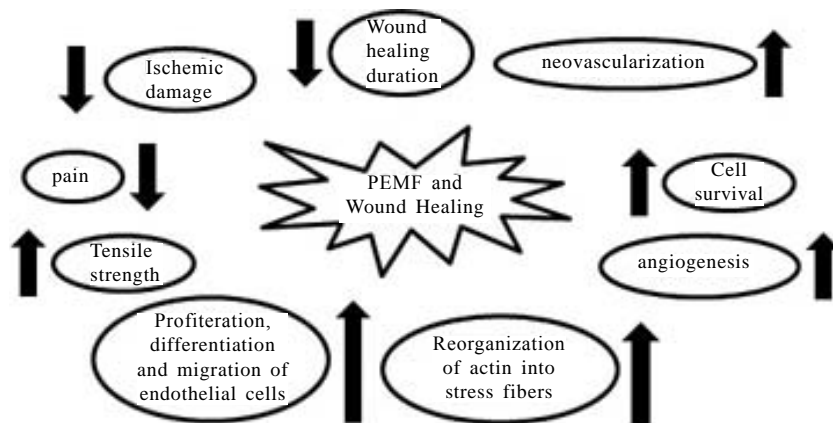 Ischemic
damage
Wound
healing
duration
neovascularization
pain
PEMF and
Wound Healing
Cell
survival
Tensile
strength
angiogenesis
Profiteration,
differentiation
and migration of
endothelial cells
Reorganization
of actin into
stress fibers